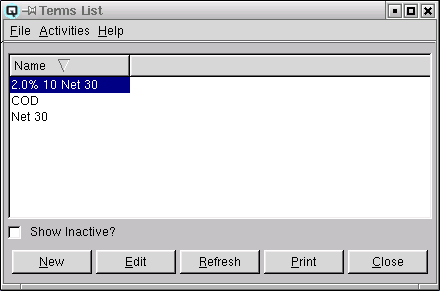 Terms List
File Activities Help
Name
2.0% 10 Net 30
COD
Net 30
Show Inactive?
New Edit Refresh Print Close